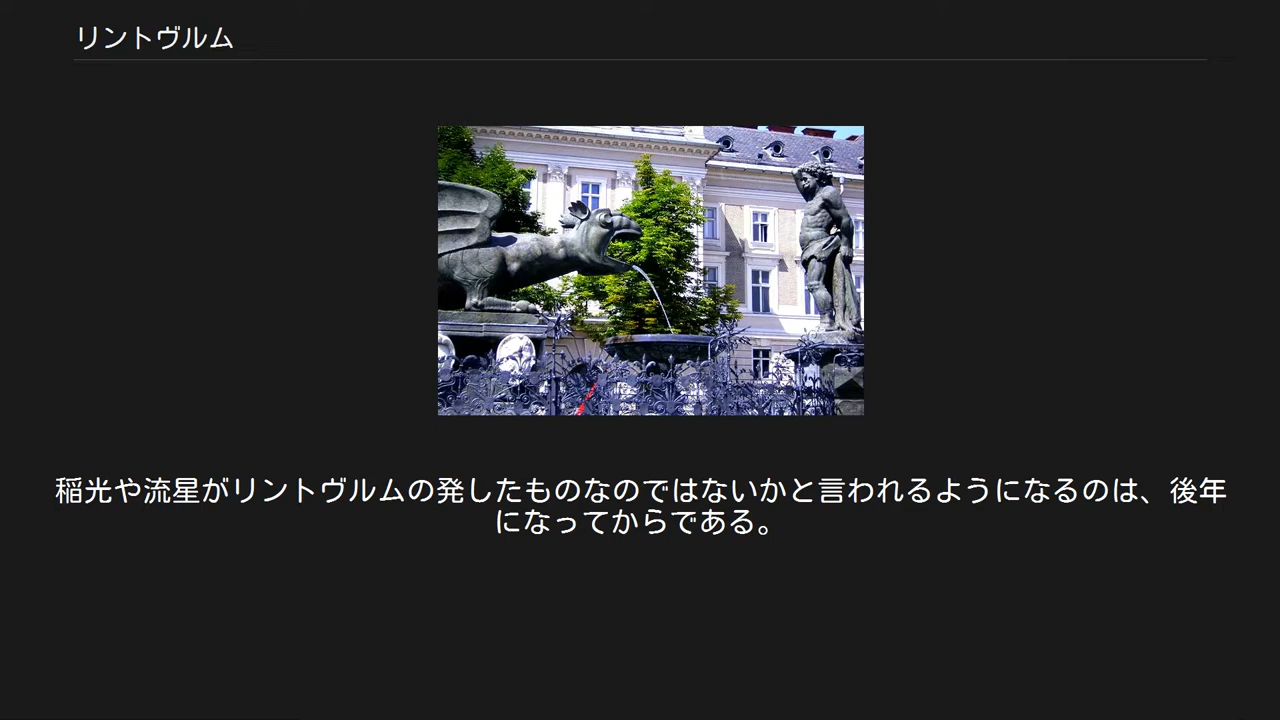 リントヴルム
稲光や流星がリントヴルムの発したものなのではないかと言われるようになるのは、後年
になってからである。